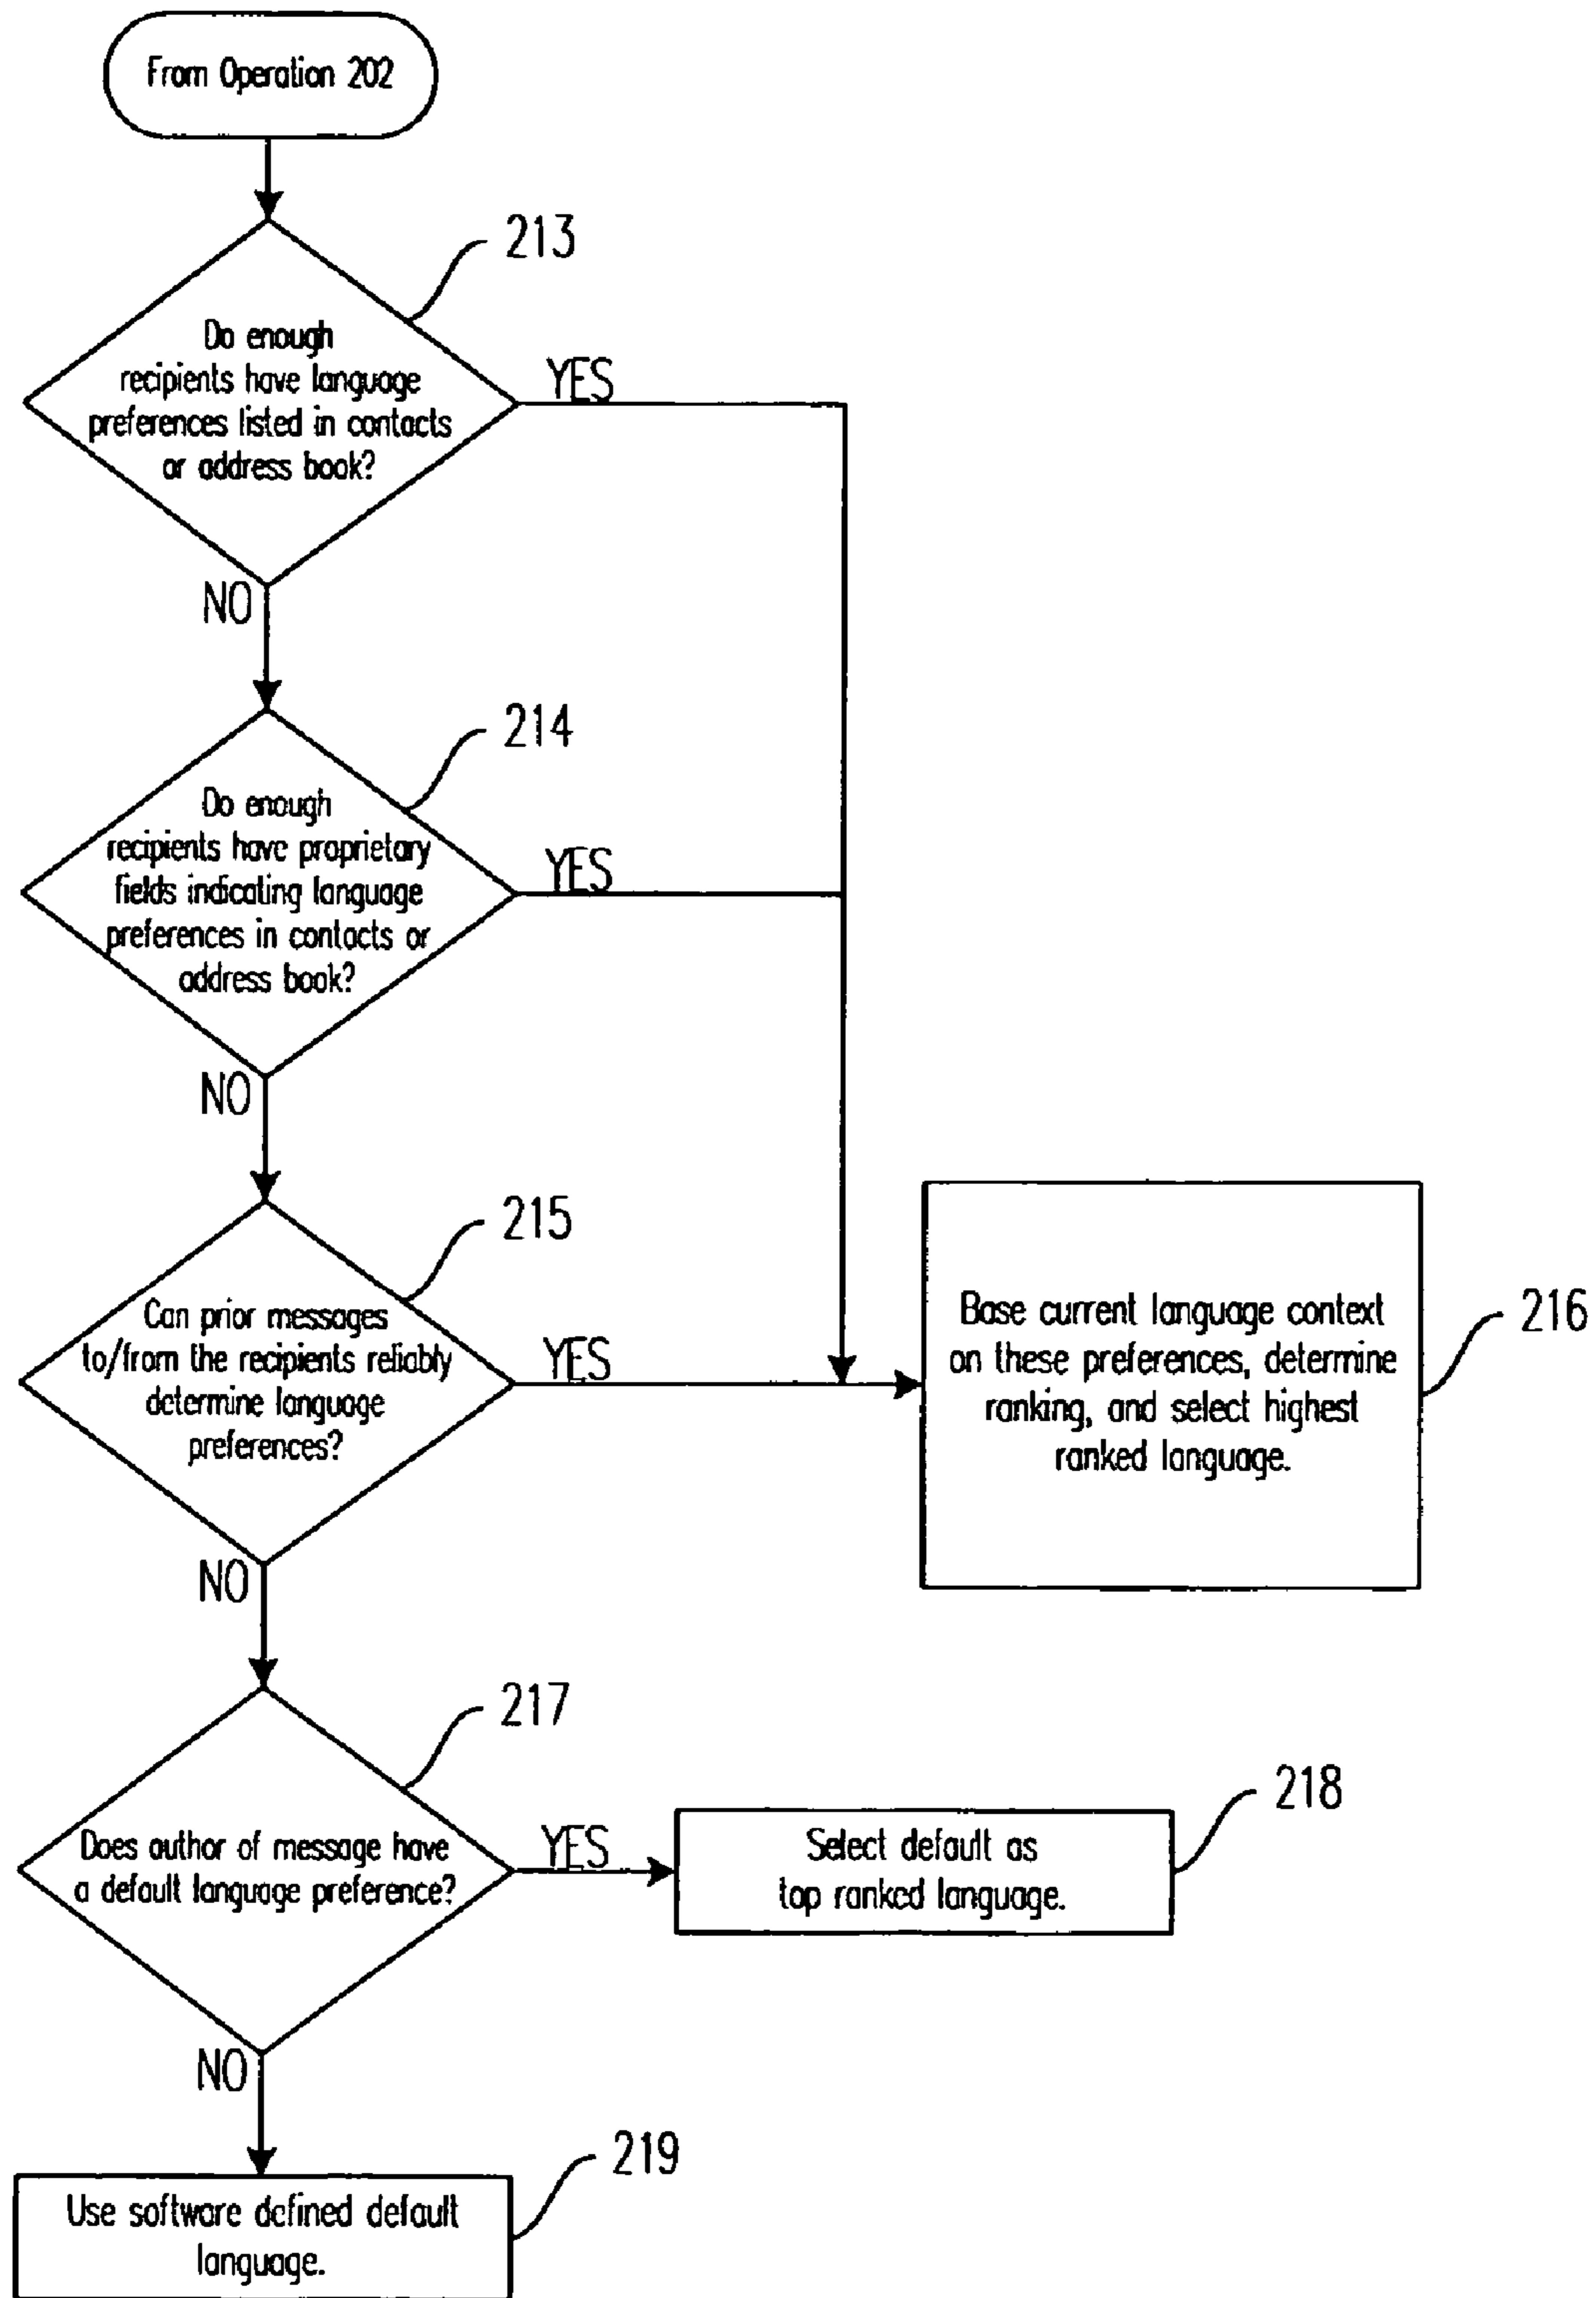 From Operation 202
213
Do enough
recipients have language
preferences listed in contacts
or address book?
YES
NO
214
Do enough
recipients have proprietary
fields indicating language
preferences in contacts or
address book?
YES
NO
215
Can prior messages
to/from the recipients reliably
determine language
preferences?
YES
Base current language context
on these preferences, determine
ranking, and select highest
ranked language.
216
NO
217
Does author of message have
a default language preference?
YES
Select default as
top ranked language.
218
NO
219
Use software defined default
language.